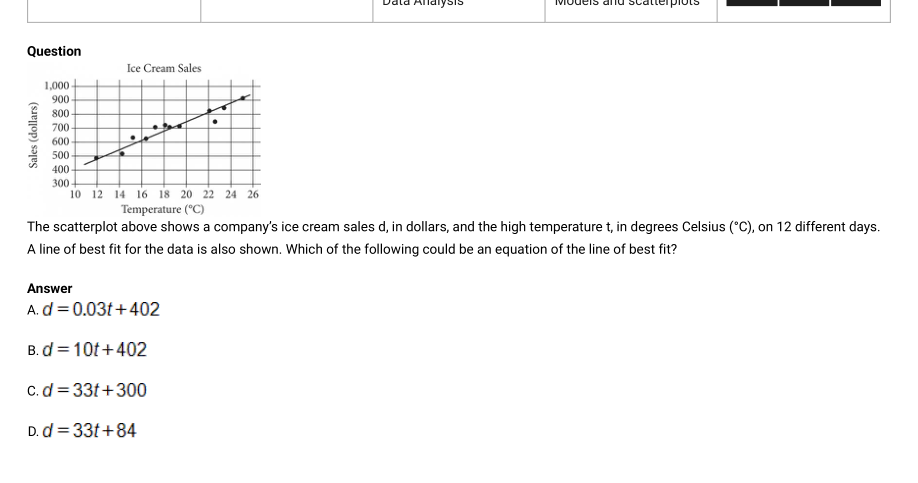 Data Analysis
Models and scatterplots
Question
Ice Cream Sales
1,000
900
800
700
600
500
400
300
Sales (dollars)
10 12 14 16 18 20 22 24 26
Temperature (°C)
The scatterplot above shows a company's ice cream sales d, in dollars, and the high temperature t, in degrees Celsius (°C), on 12 different days.
A line of best fit for the data is also shown. Which of the following could be an equation of the line of best fit?
Answer
A. d = 0.03t + 402
B. d = 10t + 402
C. d = 33t + 300
D. d = 33t + 84